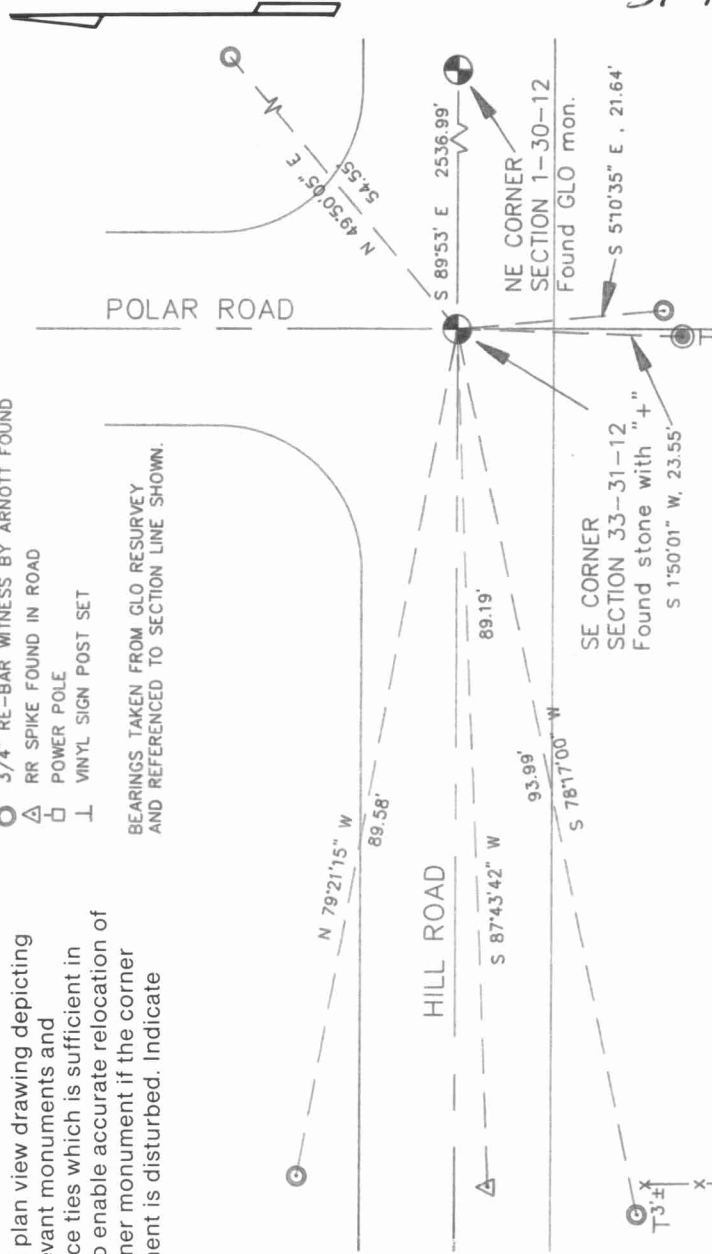 plan view drawing depicting
vant monuments and
ce ties which is sufficient in
o enable accurate relocation of
ner monument if the corner
ent is disturbed. Indicate
3/4" RE-BAR WITNESS BY ARNOTT FOUND
RR SPIKE FOUND IN ROAD
POWER POLE
VINYL SIGN POST SET
BEARINGS TAKEN FROM GLO RESURVEY
AND REFERENCED TO SECTION LINE SHOWN.
POLAR ROAD
N 49°50'05" E
54.55'
S 89°53' E 2536.99'
NE CORNER
SECTION 1-30-12
Found GLO mon.
S 5°10'35" E , 21.64'
N 79°21'15" W
89.58'
HILL ROAD
89.19'
S 87°43'42" W
93.99'
S 78°17'00" W
SE CORNER
SECTION 33-31-12
Found stone with "+"
S 1°50'01" W, 23.55'
3'±